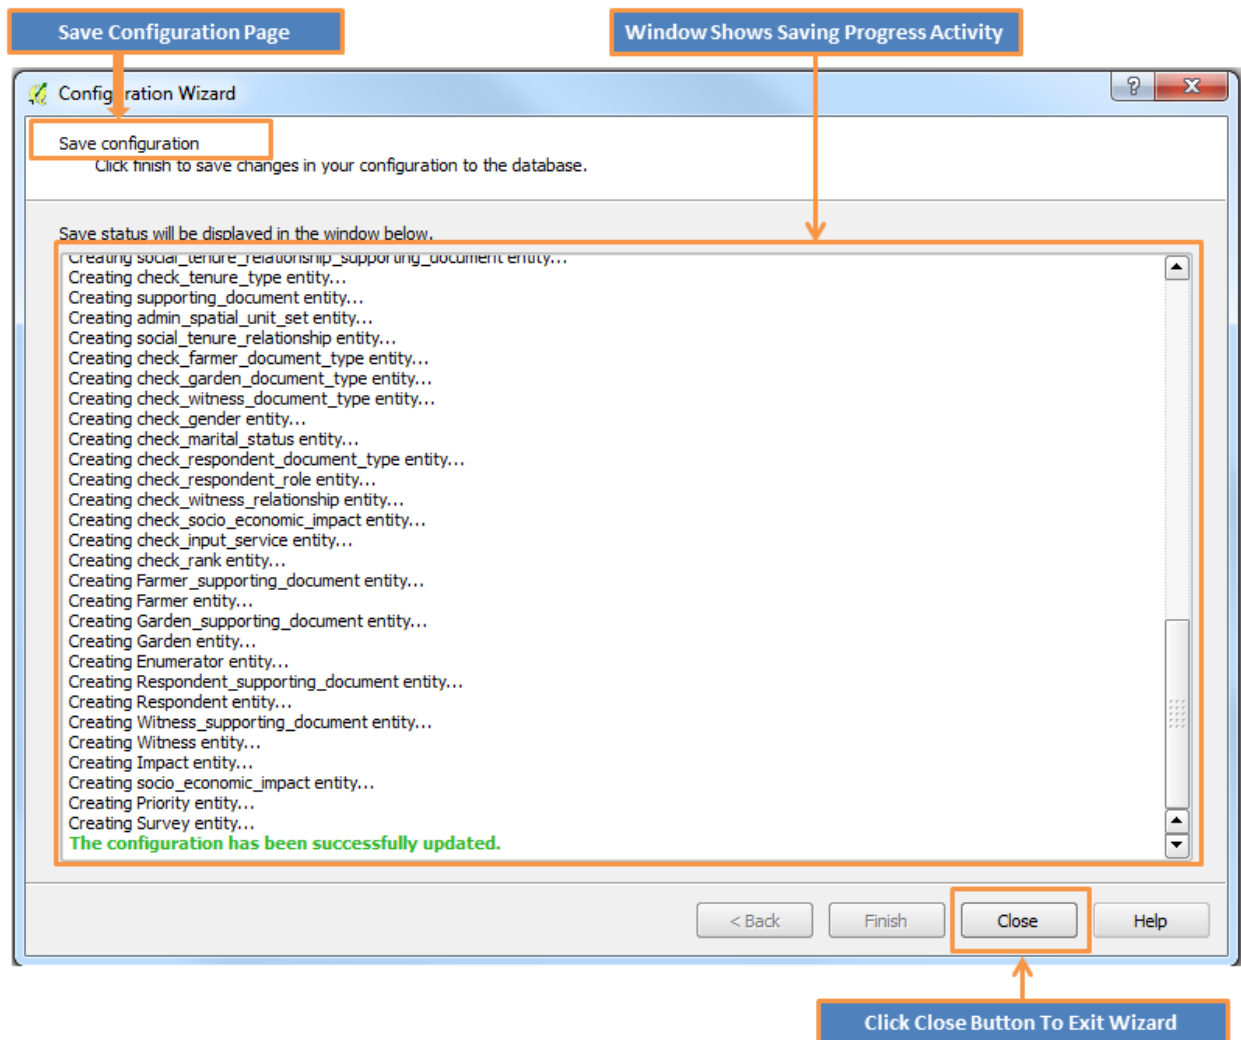 Save Configuration Page
Window Shows Saving Progress Activity
Configuration Wizard
Save configuration
Click finish to save changes in your configuration to the database.
Save status will be displayed in the window below.
Creating social_tenure_relationship_supporting_document entity...
Creating check_tenure_type entity...
Creating supporting_document entity...
Creating admin_spatial_unit_set entity...
Creating social_tenure_relationship entity...
Creating check_farmer_document_type entity...
Creating check_garden_document_type entity...
Creating check_witness_document_type entity...
Creating check_gender entity...
Creating check_marital_status entity...
Creating check_respondent_document_type entity...
Creating check_respondent_role entity...
Creating check_witness_relationship entity...
Creating check_socio_economic_impact entity...
Creating check_input_service entity...
Creating check_rank entity...
Creating Farmer_supporting_document entity...
Creating Farmer entity...
Creating Garden_supporting_document entity...
Creating Garden entity...
Creating Enumerator entity...
Creating Respondent_supporting_document entity...
Creating Respondent entity...
Creating Witness_supporting_document entity...
Creating Witness entity...
Creating Impact entity...
Creating socio_economic_impact entity...
Creating Priority entity...
Creating Survey entity...
The configuration has been successfully updated.
< Back Finish Close Help
Click Close Button To Exit Wizard